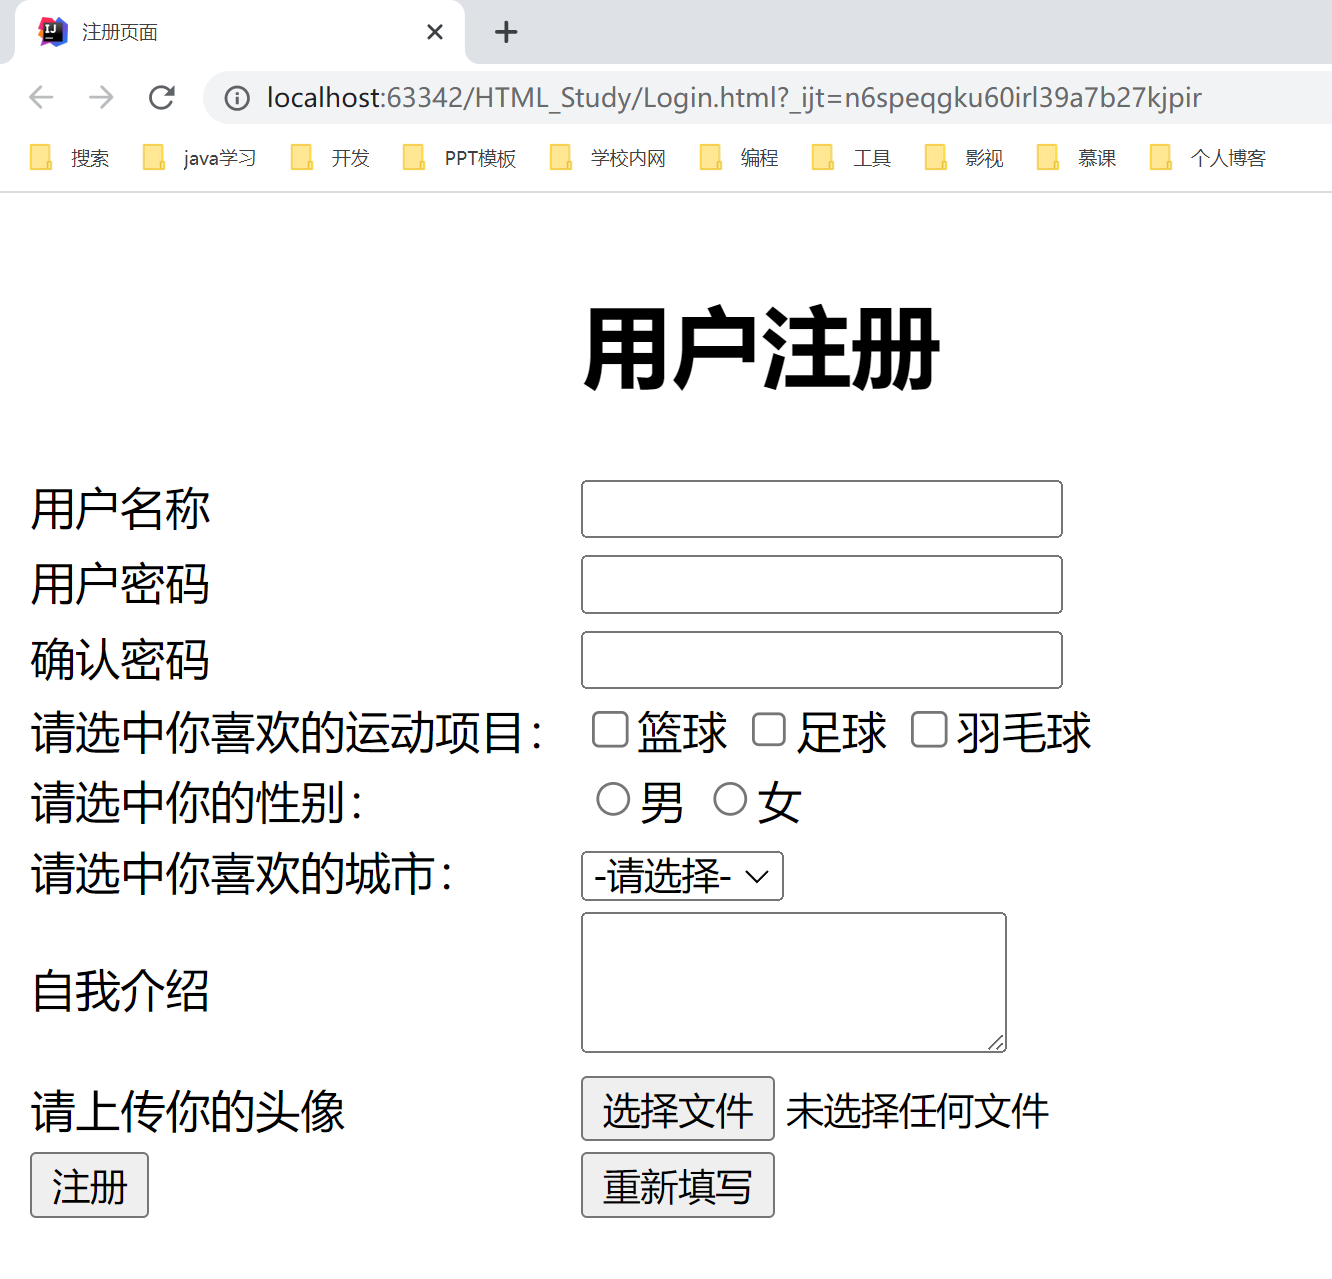 注册页面
localhost:63342/HTML_Study/Login.html?_ijt=n6speqgku60irl39a7b27kjpir
搜索 java学习 开发 PPT模板 学校内网 编程 工具 影视 慕课 个人博客
用户注册
用户名称
用户密码
确认密码
请选中你喜欢的运动项目： 篮球 足球 羽毛球
请选中你的性别： 男 女
请选中你喜欢的城市： -请选择-
自我介绍
请上传你的头像 选择文件 未选择任何文件
注册 重新填写